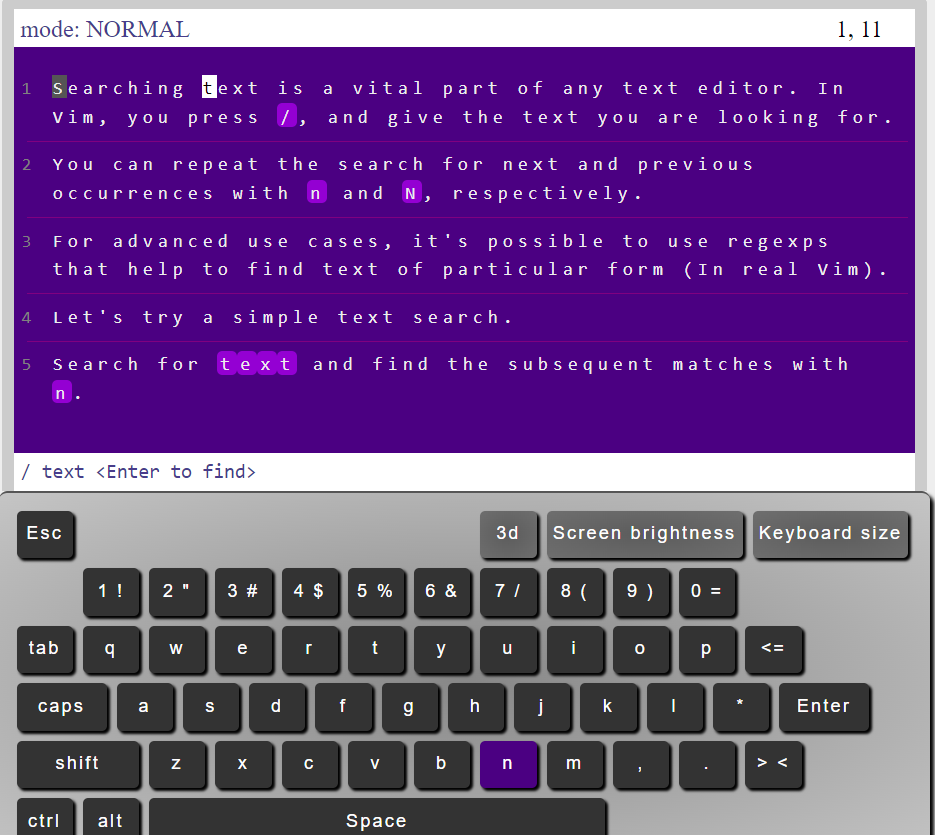 mode: NORMAL 1, 11
1 Searching text is a vital part of any text editor. In
Vim, you press /, and give the text you are looking for.
2 You can repeat the search for next and previous
occurrences with n and N, respectively.
3 For advanced use cases, it's possible to use regexps
that help to find text of particular form (In real Vim).
4 Let's try a simple text search.
5 Search for text and find the subsequent matches with
n.
/ text <Enter to find>
Esc 3d Screen brightness Keyboard size
1 ! 2 " 3 # 4 $ 5 % 6 & 7 / 8 ( 9 ) 0 =
tab q w e r t y u i o p <=
caps a s d f g h j k l * Enter
shift z x c v b n m , . > <
ctrl alt Space